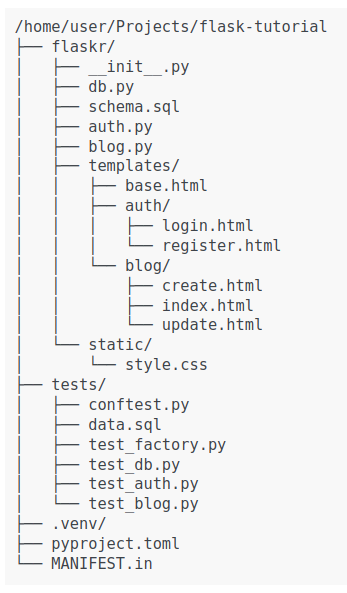 /home/user/Projects/flask-tutorial
├── flaskr/
│   ├── __init__.py
│   ├── db.py
│   ├── schema.sql
│   ├── auth.py
│   ├── blog.py
│   ├── templates/
│   │   ├── base.html
│   │   ├── auth/
│   │   │   ├── login.html
│   │   │   └── register.html
│   │   └── blog/
│   │       ├── create.html
│   │       ├── index.html
│   │       └── update.html
│   └── static/
│       └── style.css
├── tests/
│   ├── conftest.py
│   ├── data.sql
│   ├── test_factory.py
│   ├── test_db.py
│   ├── test_auth.py
│   └── test_blog.py
├── .venv/
├── pyproject.toml
└── MANIFEST.in